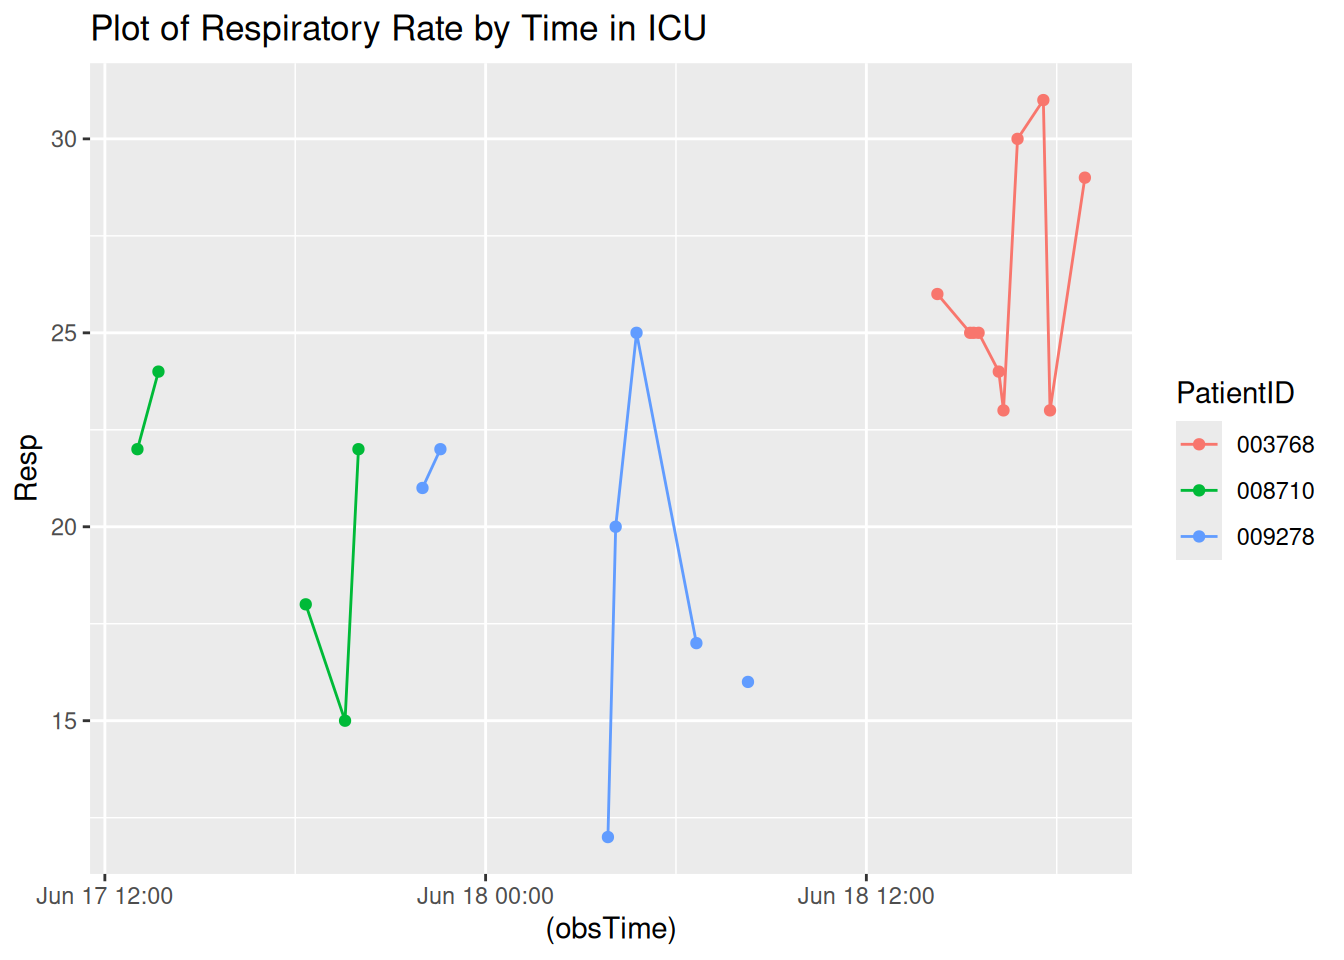 Plot of Respiratory Rate by Time in ICU
30
25
20
15
Resp
Jun 17 12:00
Jun 18 00:00
Jun 18 12:00
(obsTime)
PatientID
003768
008710
009278